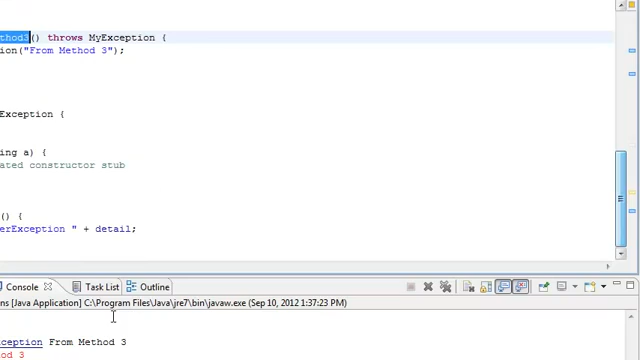 thod3() throws MyException {
ion("From Method 3");
Exception {
ing a) {
ated constructor stub
() {
erException " + detail;
Console Task List Outline
ns [Java Application] C:\Program Files\Java\jre7\bin\javaw.exe (Sep 10, 2012 1:37:23 PM)
xception From Method 3
od 3